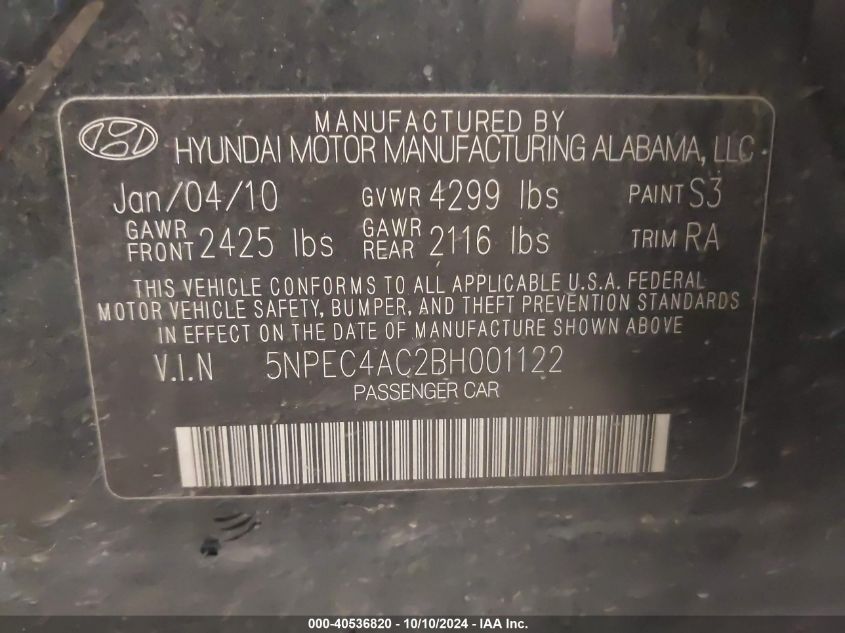 MANUFACTURED BY
HYUNDAI MOTOR MANUFACTURING ALABAMA, LLC
Jan/04/10 GVWR 4299 lbs PAINT S3
GAWR FRONT 2425 lbs GAWR REAR 2116 lbs TRIM RA
THIS VEHICLE CONFORMS TO ALL APPLICABLE U.S.A. FEDERAL
MOTOR VEHICLE SAFETY, BUMPER, AND THEFT PREVENTION STANDARDS
IN EFFECT ON THE DATE OF MANUFACTURE SHOWN ABOVE
V.I.N 5NPEC4AC2BH001122
PASSENGER CAR
000-40536820 - 10/10/2024 - IAA Inc.